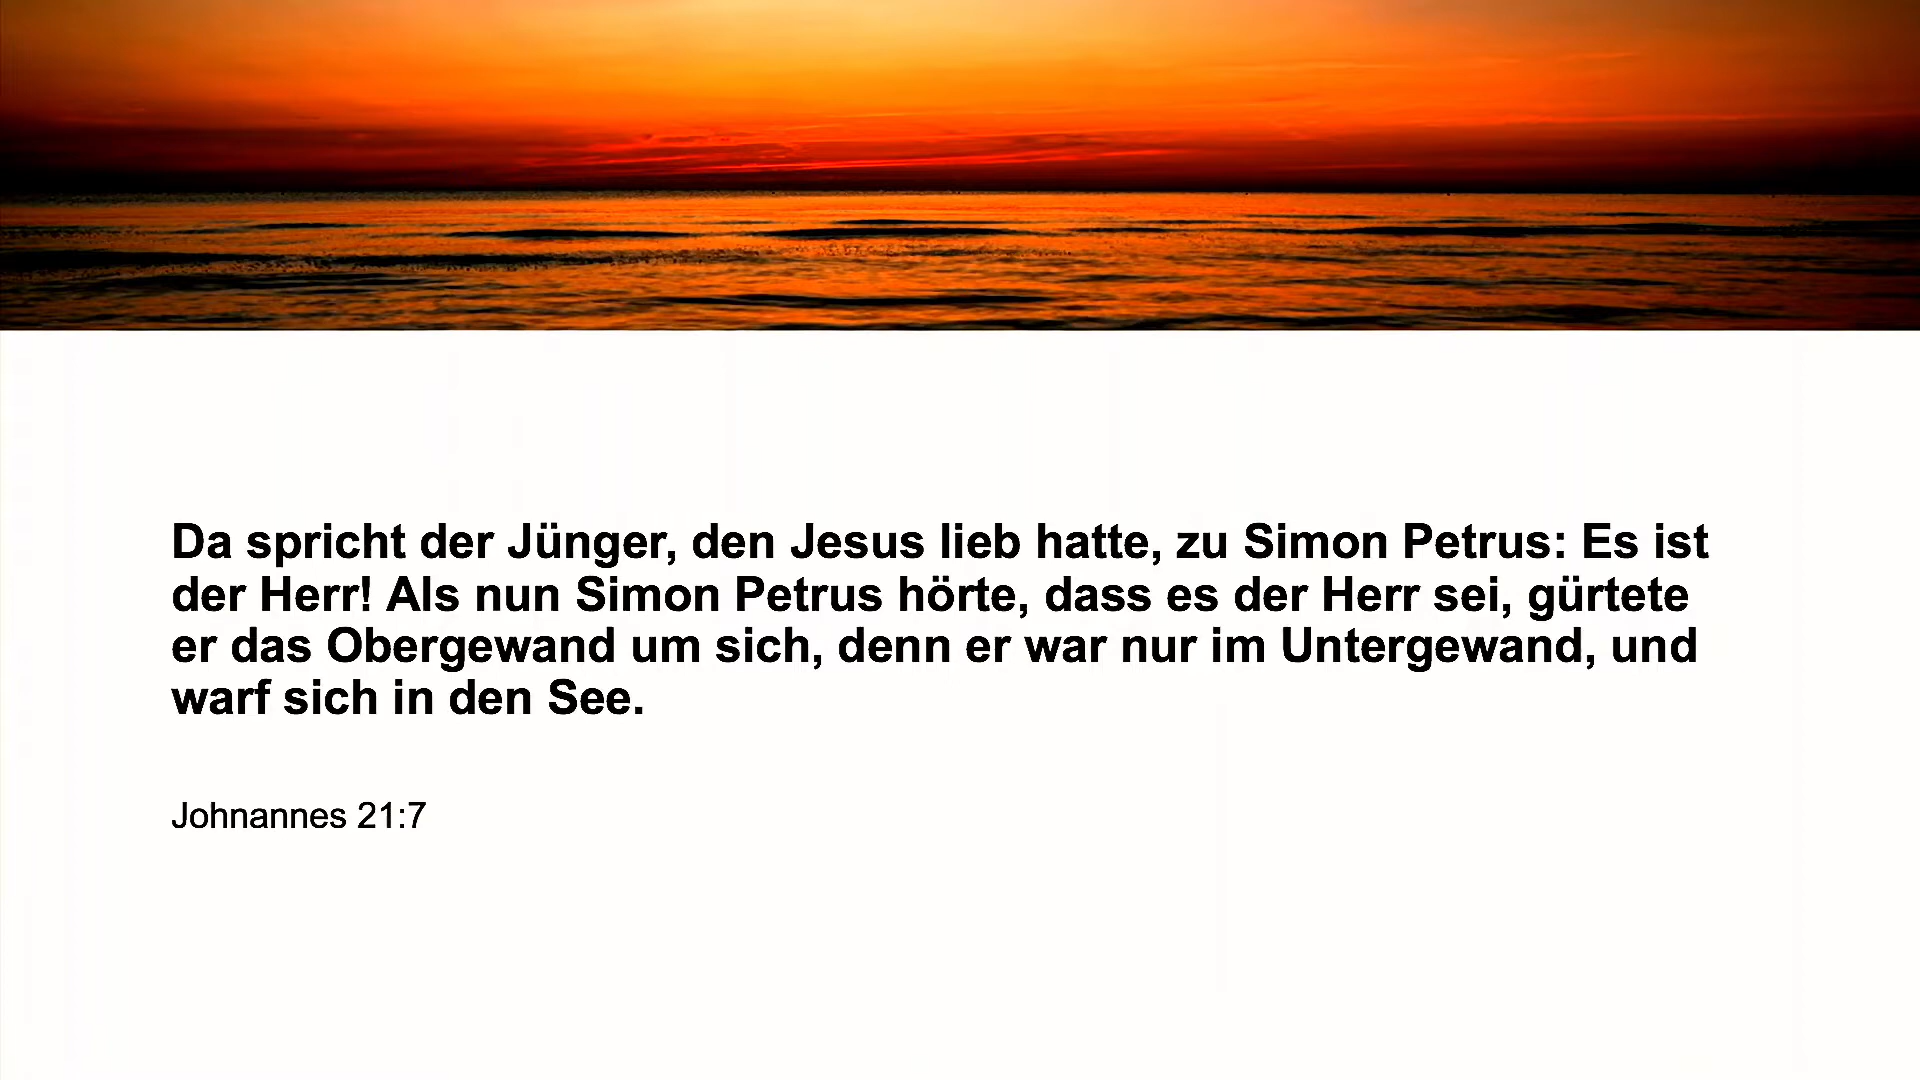 Da spricht der Jünger, den Jesus lieb hatte, zu Simon Petrus: Es ist
der Herr! Als nun Simon Petrus hörte, dass es der Herr sei, gürtete
er das Obergewand um sich, denn er war nur im Untergewand, und
warf sich in den See.
Johnannes 21:7